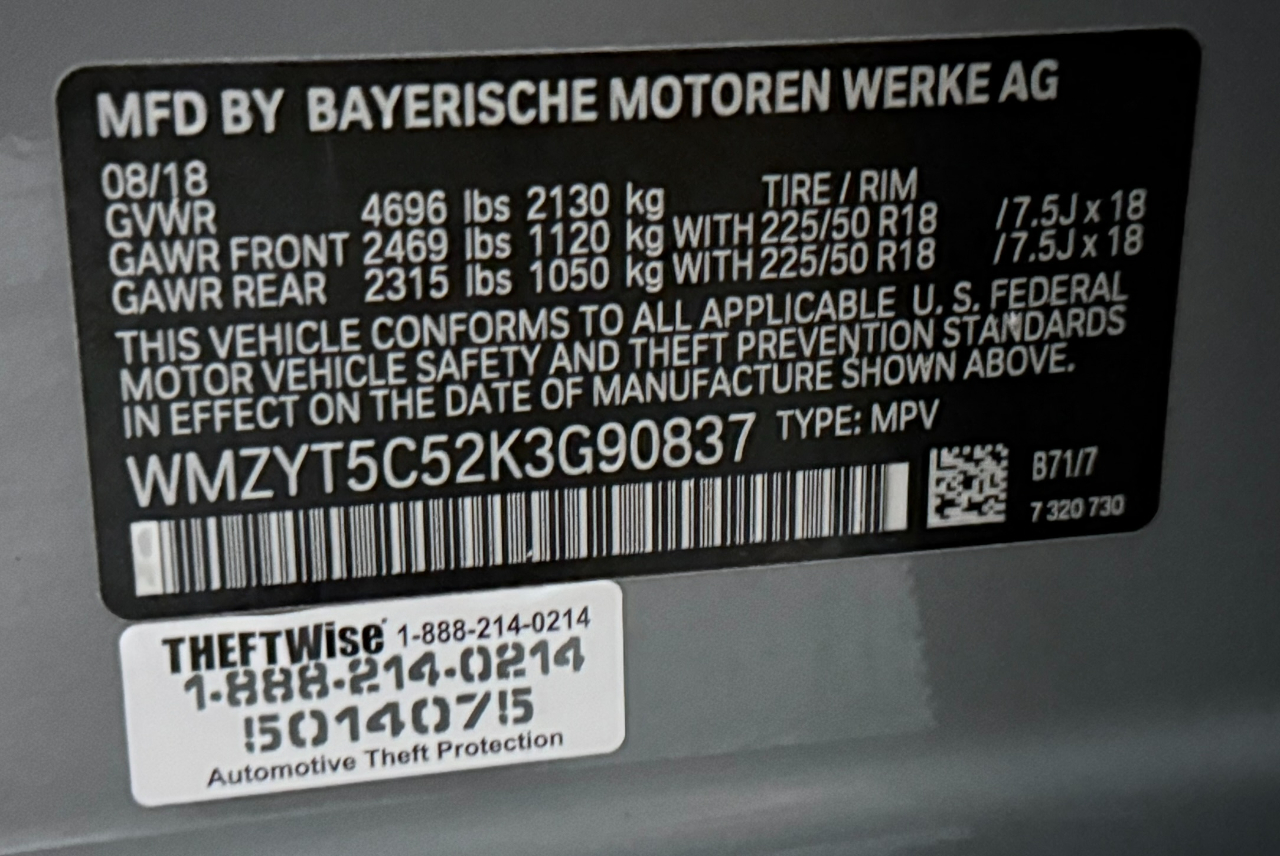 MFD BY BAYERISCHE MOTOREN WERKE AG
08/18 TIRE / RIM
GVWR 4696 lbs 2130 kg
GAWR FRONT 2469 lbs 1120 kg WITH 225/50 R18 /7.5J x 18
GAWR REAR 2315 lbs 1050 kg WITH 225/50 R18 /7.5J x 18
THIS VEHICLE CONFORMS TO ALL APPLICABLE U. S. FEDERAL
MOTOR VEHICLE SAFETY AND THEFT PREVENTION STANDARDS
IN EFFECT ON THE DATE OF MANUFACTURE SHOWN ABOVE.
WMZYT5C52K3G90837 TYPE: MPV
B71/7
7 320 730
THEFTWise 1-888-214-0214
1-888-214-0214
5014075
Automotive Theft Protection